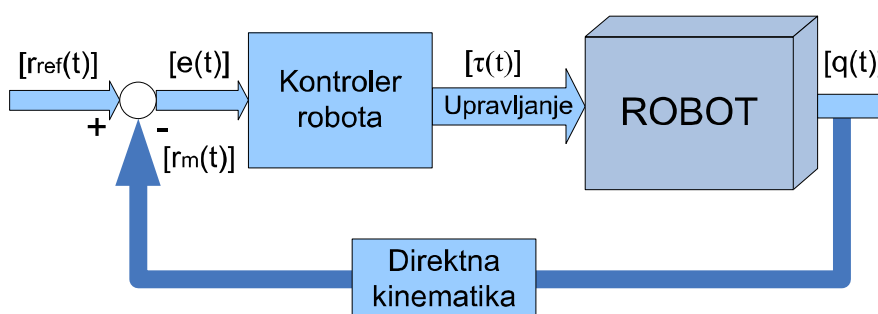 [rref(t)]
[e(t)]
Kontroler
robota
[τ(t)]
Upravljanje
ROBOT
[q(t)]
+
-
[rm(t)]
Direktna
kinematika